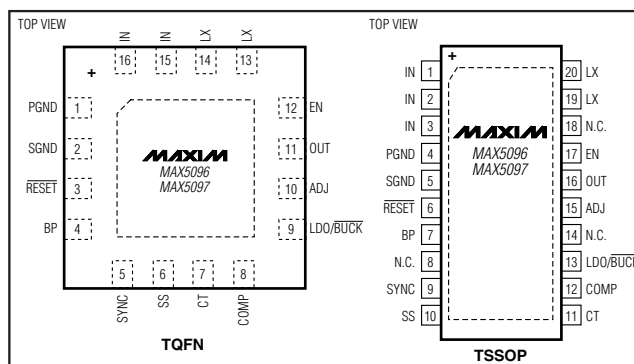 TOP VIEW
IN
IN
LX
LX
16
15
14
13
+
PGND 1
SGND 2
RESET 3
BP 4
12 EN
11 OUT
10 ADJ
9 LDO/BUCK
MAXIM
MAX5096
MAX5097
5
6
7
8
SYNC
SS
CT
COMP
TQFN
TOP VIEW
+
IN 1
IN 2
IN 3
PGND 4
SGND 5
RESET 6
BP 7
N.C. 8
SYNC 9
SS 10
MAXIM
MAX5096
MAX5097
20 LX
19 LX
18 N.C.
17 EN
16 OUT
15 ADJ
14 N.C.
13 LDO/BUCK
12 COMP
11 CT
TSSOP